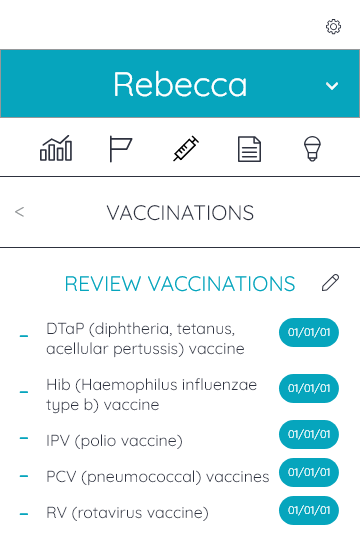 Rebecca
<
VACCINATIONS
REVIEW VACCINATIONS
– DTaP (diphtheria, tetanus,
acellular pertussis) vaccine
01/01/01
– Hib (Haemophilus influenzae
type b) vaccine
01/01/01
– IPV (polio vaccine)
01/01/01
– PCV (pneumococcal) vaccines
01/01/01
– RV (rotavirus vaccine)
01/01/01